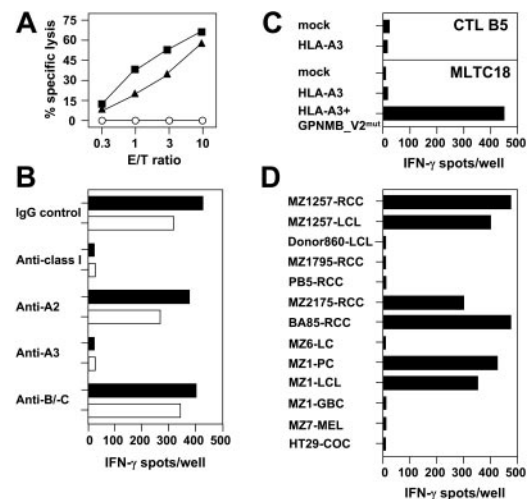 A
% specific lysis
75
60
45
30
15
0
0.3 1 3 10
E/T ratio
B
IgG control
Anti-class I
Anti-A2
Anti-A3
Anti-B/-C
0 100 200 300 400 500
IFN-γ spots/well
C
mock
HLA-A3
CTL B5
mock
HLA-A3
HLA-A3+
GPNMB_V2mut
MLTC18
0 100 200 300 400 500
IFN-γ spots/well
D
MZ1257-RCC
MZ1257-LCL
Donor860-LCL
MZ1795-RCC
PB5-RCC
MZ2175-RCC
BA85-RCC
MZ6-LC
MZ1-PC
MZ1-LCL
MZ1-GBC
MZ7-MEL
HT29-COC
0 100 200 300 400 500
IFN-γ spots/well